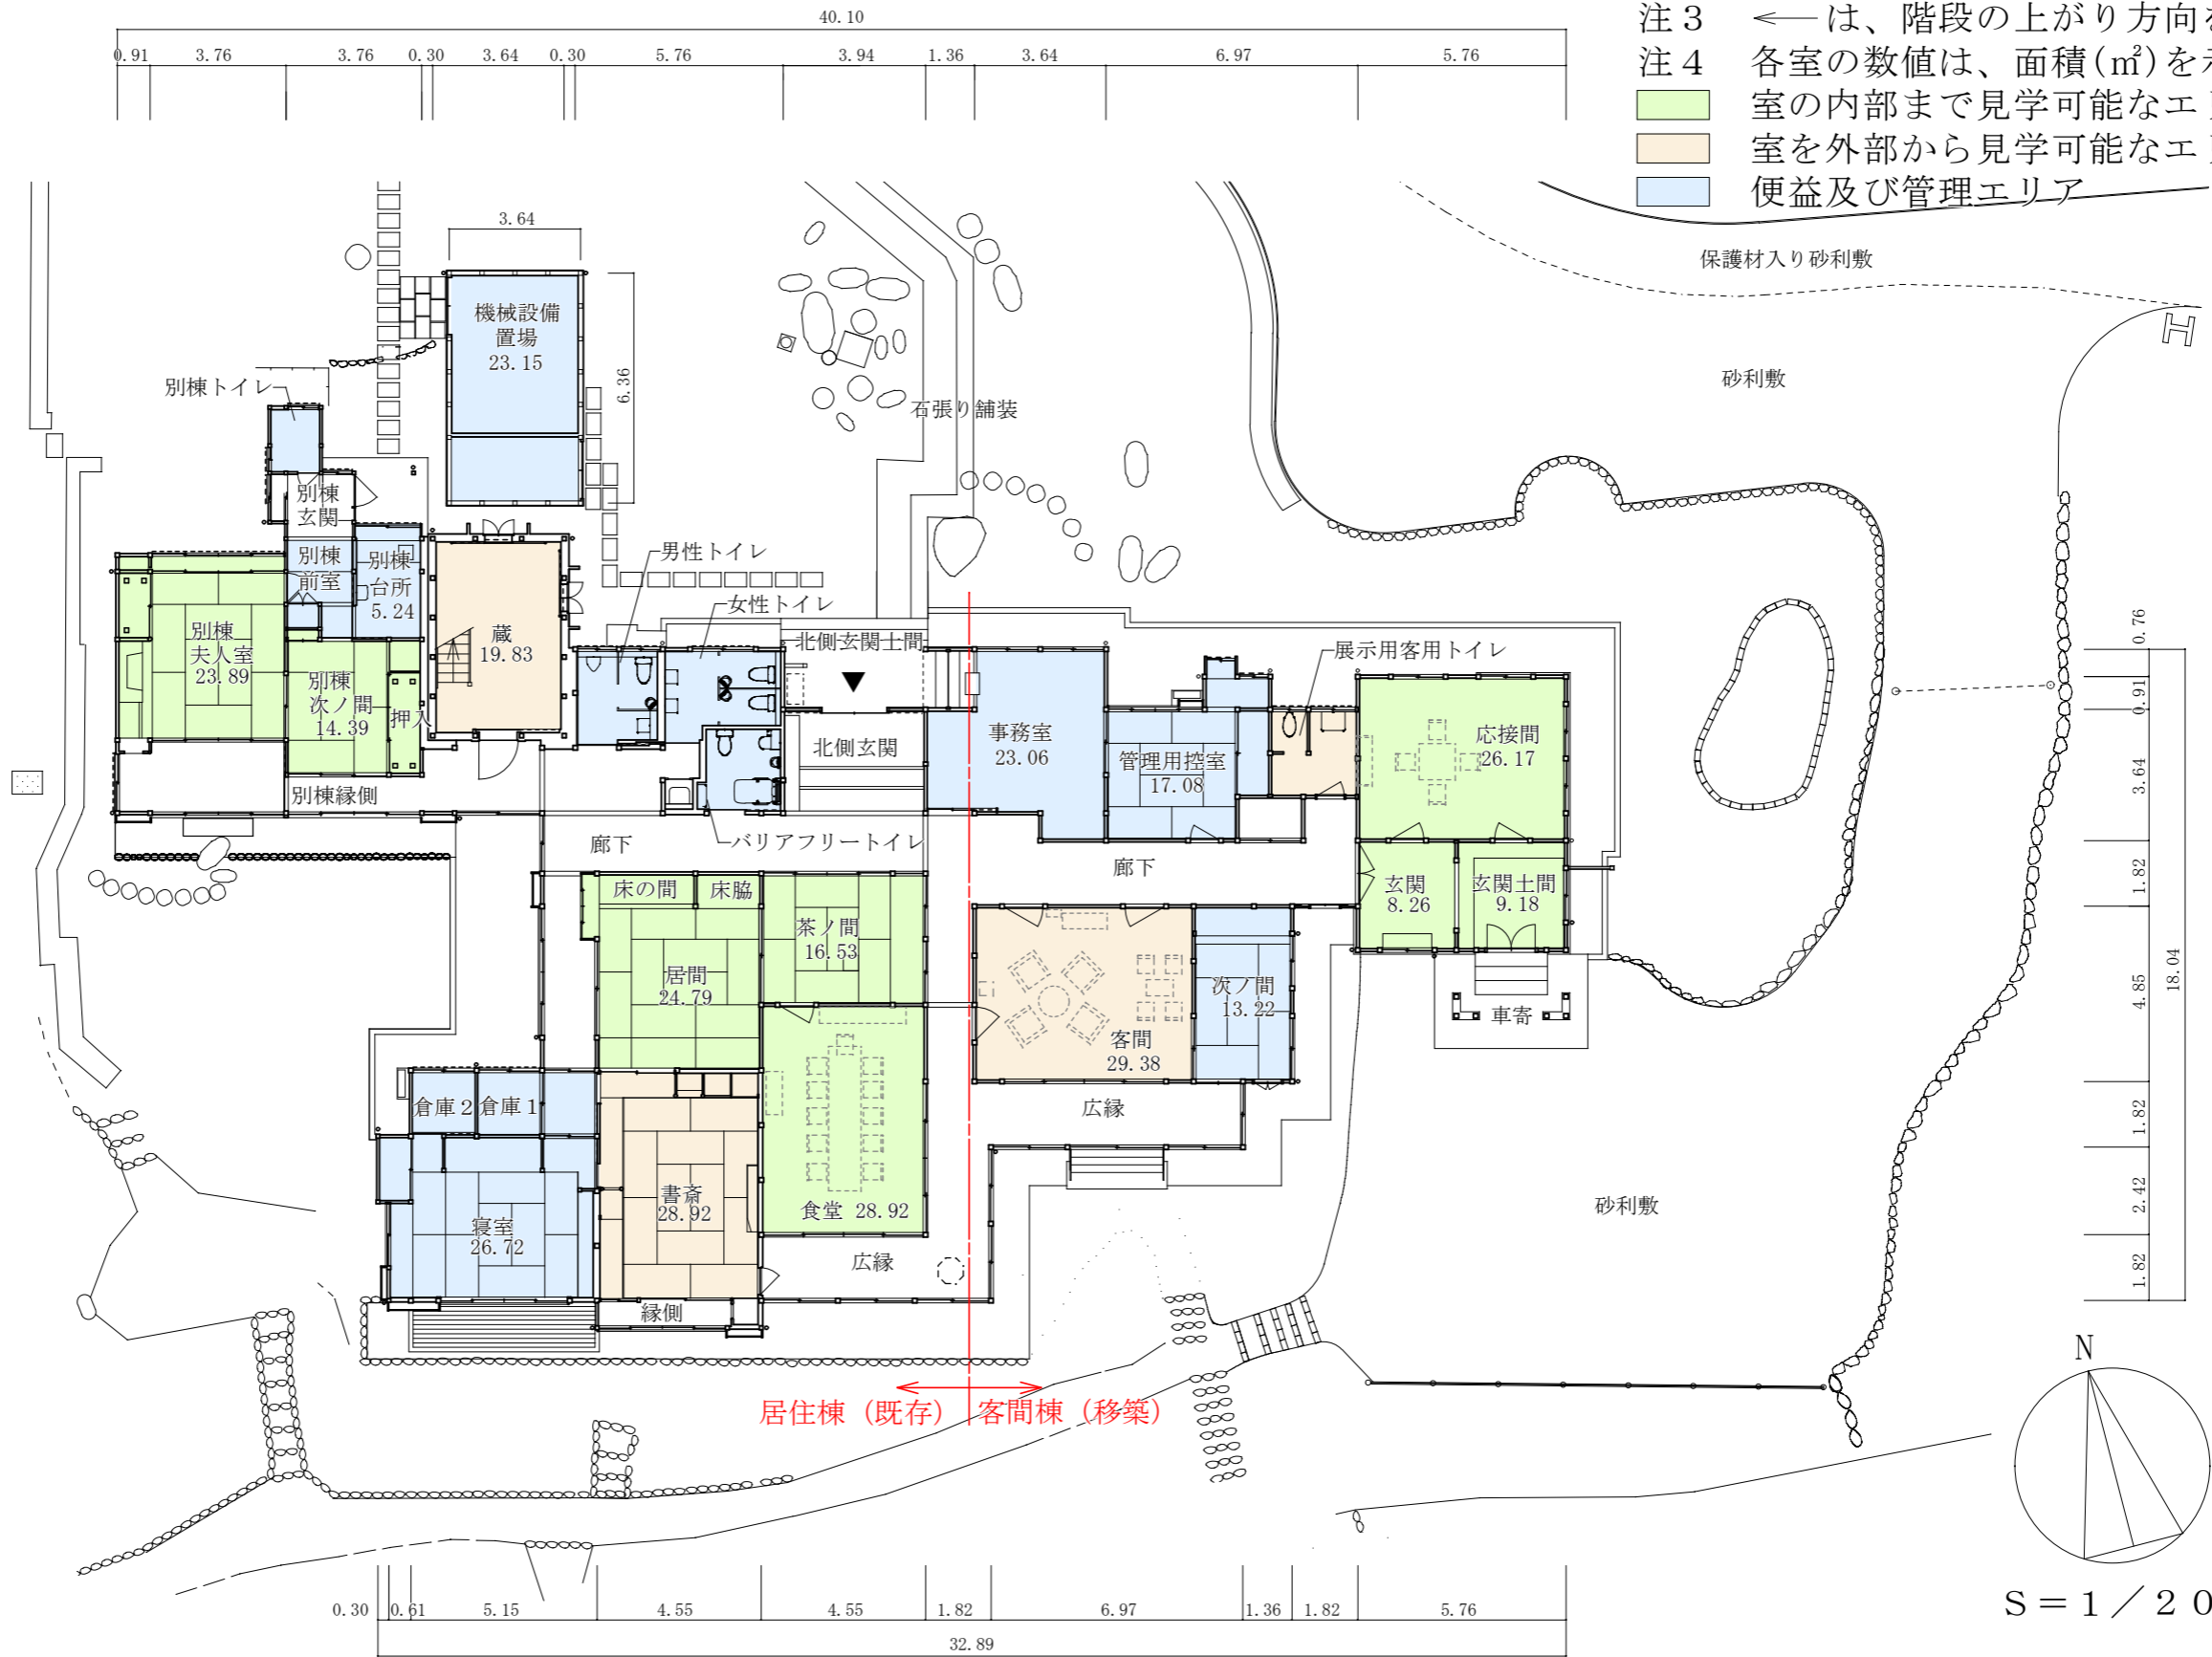 40.10
0.91 3.76 3.76 0.30 3.64 0.30 5.76 3.94 1.36 3.64 6.97 5.76
注３ ←は、階段の上がり方向
注４ 各室の数値は、面積(㎡)を
室の内部まで見学可能なエ
室を外部から見学可能なエ
便益及び管理エリア
保護材入り砂利敷
砂利敷
3.64
6.36
機械設備
置場
23.15
別棟トイレ
石張り舗装
別棟
玄関
別棟
前室
別棟
台所
5.24
別棟
夫人室
23.89
別棟
次ノ間
14.39
押入
別棟縁側
蔵
19.83
男性トイレ
女性トイレ
北側玄関土間
北側玄関
バリアフリートイレ
事務室
23.06
管理用控室
17.08
展示用客用トイレ
応接間
26.17
廊下
廊下
玄関
8.26
玄関土間
9.18
車寄
床の間
床脇
茶ノ間
16.53
居間
24.79
客間
29.38
次ノ間
13.22
広縁
倉庫２
倉庫１
書斎
28.92
食堂 28.92
寝室
26.72
広縁
縁側
砂利敷
0.76
0.91
3.64
1.82
4.85
1.82
2.42
1.82
18.04
居住棟（既存） 客間棟（移築）
N
S＝1／20
0.30 0.61 5.15 4.55 4.55 1.82 6.97 1.36 1.82 5.76
32.89